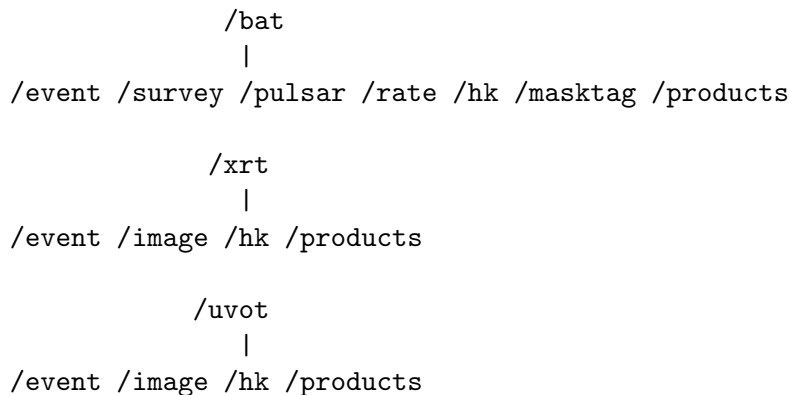 /bat
|
/event /survey /pulsar /rate /hk /masktag /products
/xrt
|
/event /image /hk /products
/uvot
|
/event /image /hk /products